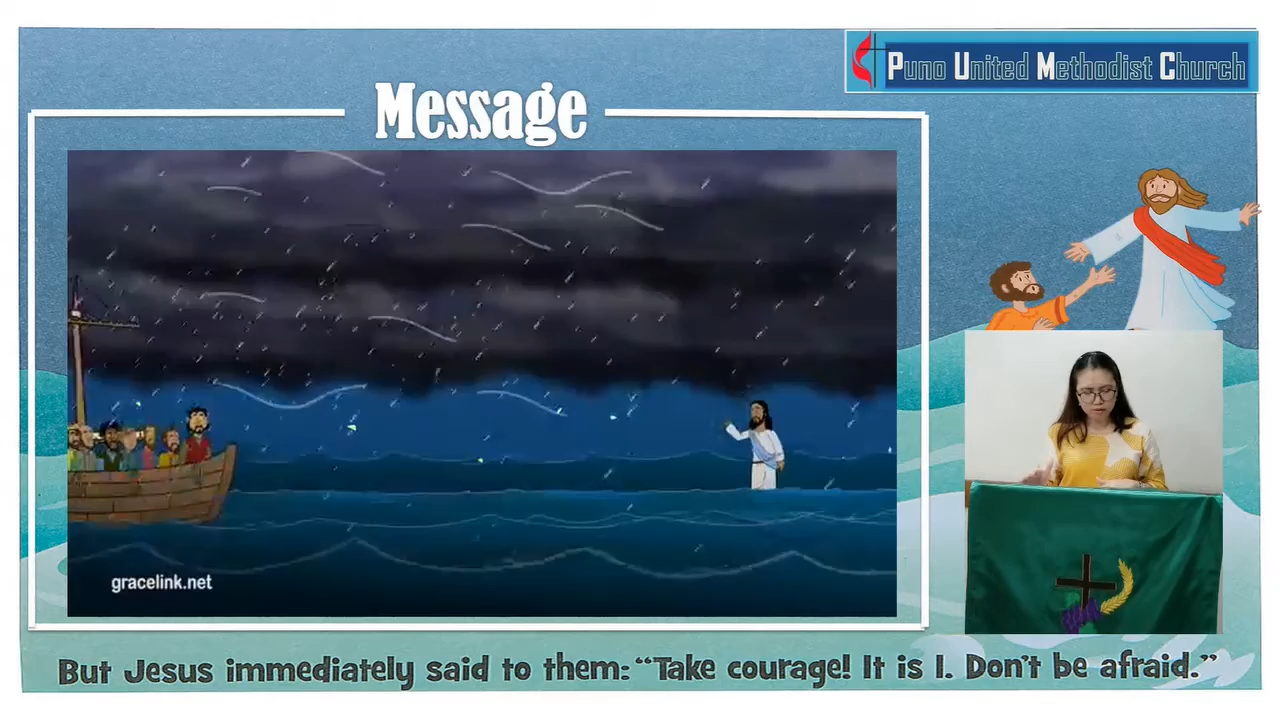 Puno United Methodist Church
Message
gracelink.net
But Jesus immediately said to them: “Take courage! It is I. Don’t be afraid.”